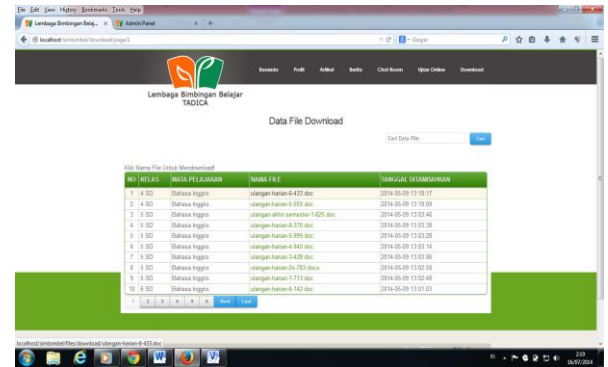 File Edit View History Bookmarks Tools Help
Lembaga Bimbingan Belaj... × Admin Panel × +
localhost/simbimbel/download/page/5 Google
Beranda Profil Artikel Berita Chat Room Ujian Online Download
Lembaga Bimbingan Belajar
TADICA
Data File Download
Cari Data File Cari
Klik Nama File Untuk Mendownload!
NO KELAS MATA PELAJARAN NAMA FILE TANGGAL DITAMBAHKAN
1 4 SD Bahasa Inggris ulangan-harian-6-433.doc 2014-05-09 13:18:17
2 4 SD Bahasa Inggris ulangan-harian-5-559.doc 2014-05-09 13:18:09
3 5 SD Bahasa Inggris ulangan-akhir-semester-1-625.doc 2014-05-09 13:03:46
4 5 SD Bahasa Inggris ulangan-harian-6-370.doc 2014-05-09 13:03:38
5 5 SD Bahasa Inggris ulangan-harian-5-999.doc 2014-05-09 13:03:28
6 5 SD Bahasa Inggris ulangan-harian-4-940.doc 2014-05-09 13:03:14
7 5 SD Bahasa Inggris ulangan-harian-3-428.doc 2014-05-09 13:03:06
8 5 SD Bahasa Inggris ulangan-harian-2s-703.docx 2014-05-09 13:02:58
9 5 SD Bahasa Inggris ulangan-harian-1-713.doc 2014-05-09 13:02:48
10 6 SD Bahasa Inggris ulangan-harian-6-142.doc 2014-05-09 13:01:03
1 2 3 4 5 6 Next Last
localhost/simbimbel/files/download/ulangan-harian-6-433.doc
IN 2:19
16/07/2014